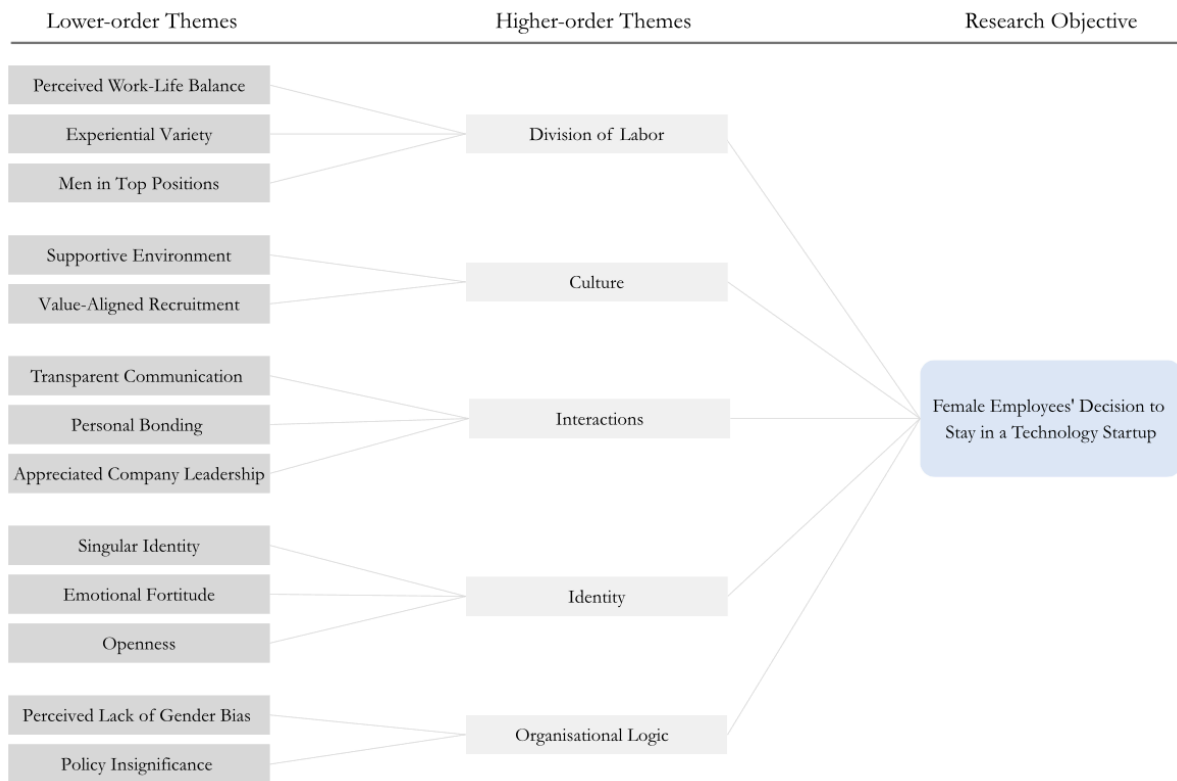 Lower-order Themes
Higher-order Themes
Research Objective
Perceived Work-Life Balance
Experiential Variety
Men in Top Positions
Division of Labor
Supportive Environment
Value-Aligned Recruitment
Culture
Transparent Communication
Personal Bonding
Appreciated Company Leadership
Interactions
Singular Identity
Emotional Fortitude
Openness
Identity
Perceived Lack of Gender Bias
Policy Insignificance
Organisational Logic
Female Employees' Decision to
Stay in a Technology Startup